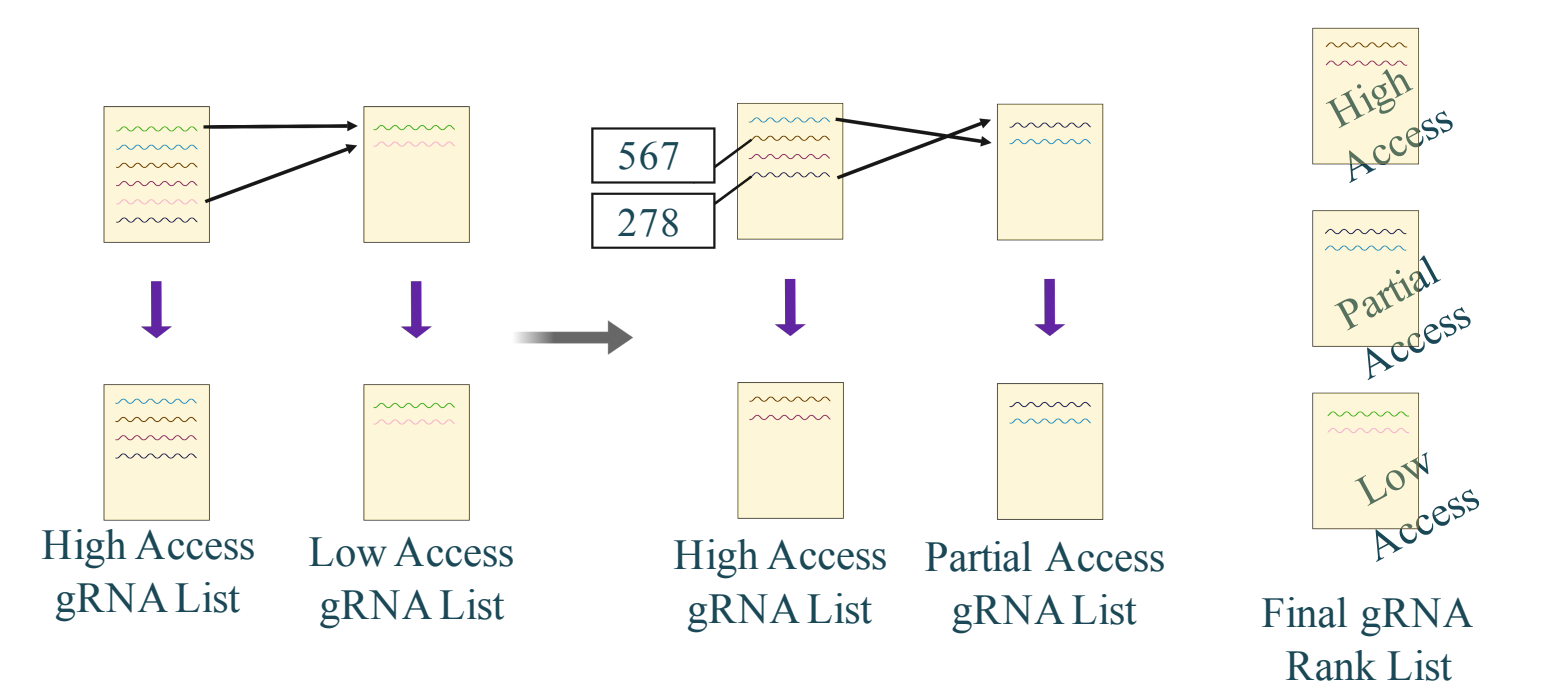 567
278
High Access
gRNA List
Low Access
gRNA List
High Access
gRNA List
Partial Access
gRNA List
High
Access
Partial
Access
Low
Access
Final gRNA
Rank List